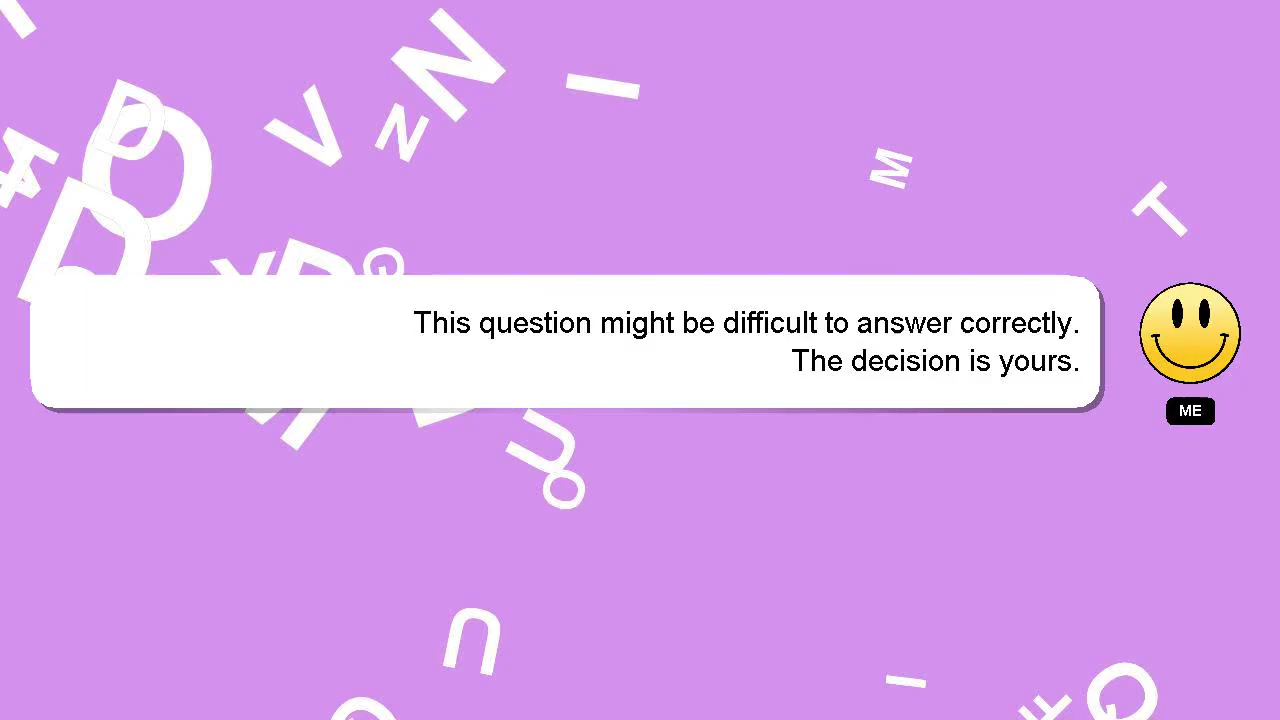 This question might be difficult to answer correctly.
The decision is yours.
ME